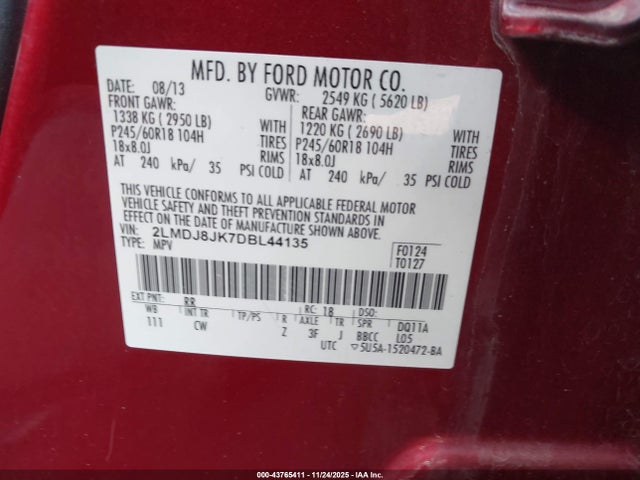 MFD. BY FORD MOTOR CO.
DATE: 08/13 GVWR: 2549 KG ( 5620 LB)
FRONT GAWR: REAR GAWR:
1338 KG ( 2950 LB) WITH 1220 KG ( 2690 LB) WITH
P245/60R18 104H TIRES P245/60R18 104H TIRES
18x8.0J RIMS 18x8.0J RIMS
AT 240 kPa/ 35 PSI COLD AT 240 kPa/ 35 PSI COLD
THIS VEHICLE CONFORMS TO ALL APPLICABLE FEDERAL MOTOR
VEHICLE SAFETY AND THEFT PREVENTION STANDARDS IN
EFFECT ON THE DATE OF MANUFACTURE SHOWN ABOVE.
VIN: 2LMDJ8JK7DBL44135 F0124
TYPE: MPV T0127
EXT PNT: RR RC: 18 DSO:
WB INT TR TP/PS R AXLE TR SPR DQ11A
111 CW Z 3F J BBCC L05
UTC ▽5U5A-1520472-BA
000-43765411 - 11/24/2025 - IAA Inc.